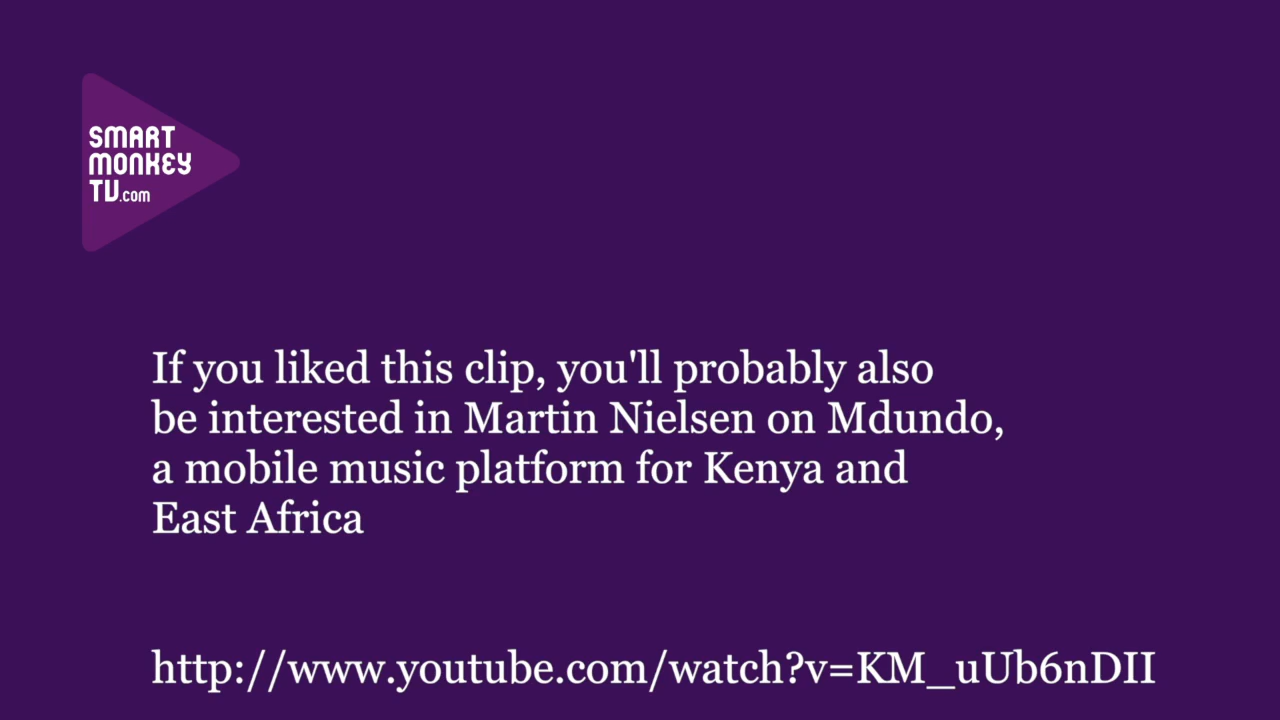 SMART
MONKEY
TV.com
If you liked this clip, you'll probably also
be interested in Martin Nielsen on Mdundo,
a mobile music platform for Kenya and
East Africa
http://www.youtube.com/watch?v=KM_uUb6nDII